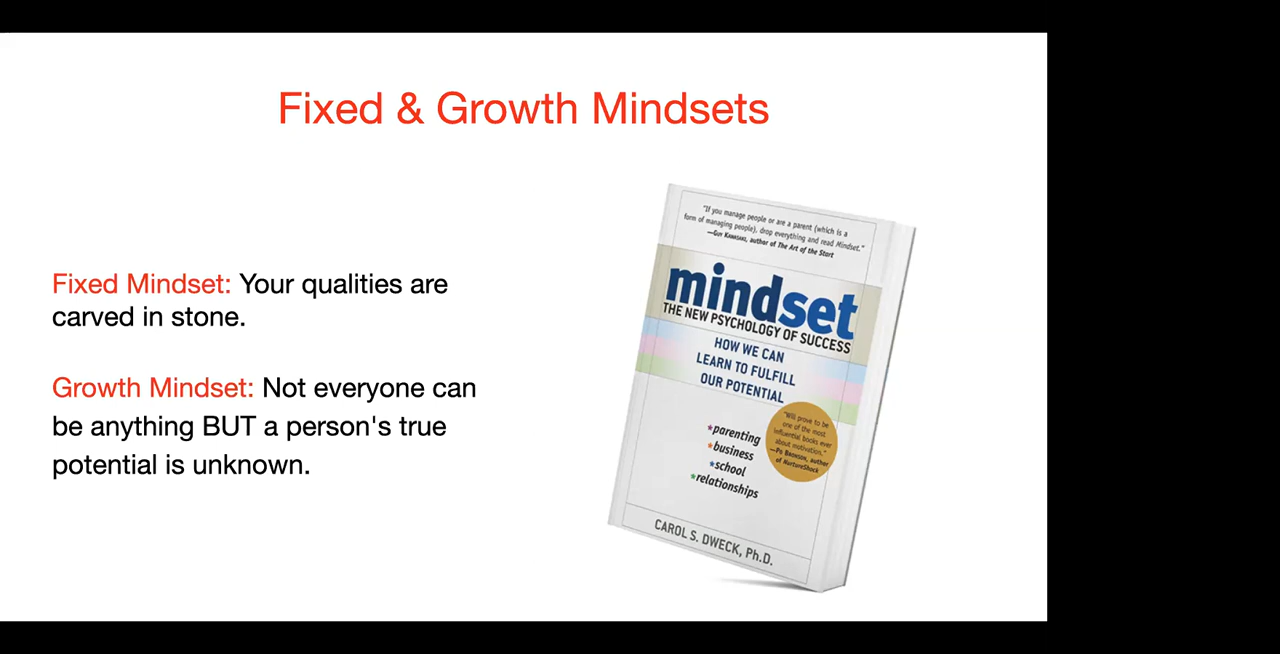 Fixed & Growth Mindsets
Fixed Mindset: Your qualities are
carved in stone.
Growth Mindset: Not everyone can
be anything BUT a person's true
potential is unknown.
"If you manage people or are a parent (which is a
form of managing people), drop everything and read Mindset."
—GUY KAWASAKI, author of The Art of the Start
mindset
THE NEW PSYCHOLOGY OF SUCCESS
HOW WE CAN
LEARN TO FULFILL
OUR POTENTIAL
*parenting
*business
*school
*relationships
"Will prove to be
one of the most
influential books ever
about motivation."
—PO BRONSON, author
of NurtureShock
CAROL S. DWECK, Ph.D.